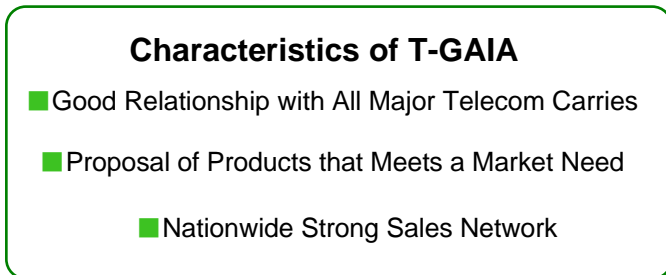 Characteristics of T-GAIA
Good Relationship with All Major Telecom Carries
Proposal of Products that Meets a Market Need
Nationwide Strong Sales Network